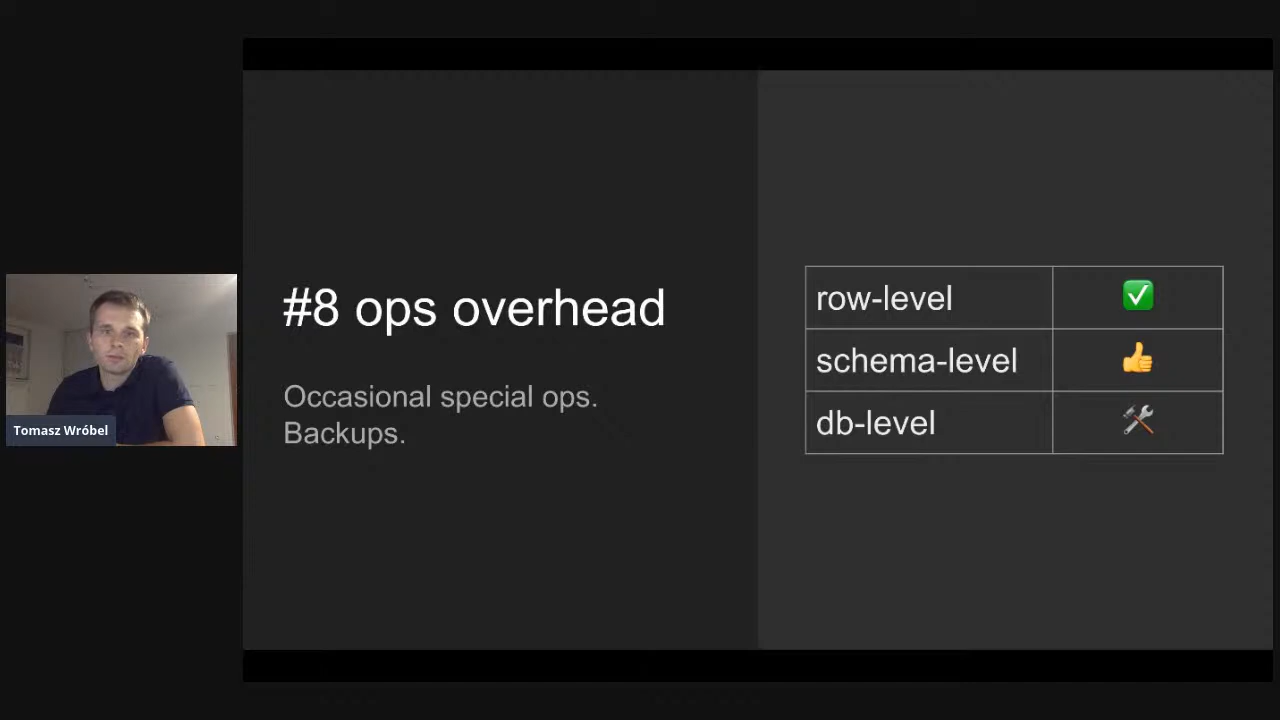 Tomasz Wróbel
#8 ops overhead
Occasional special ops.
Backups.
row-level ✅
schema-level 👍
db-level 🛠